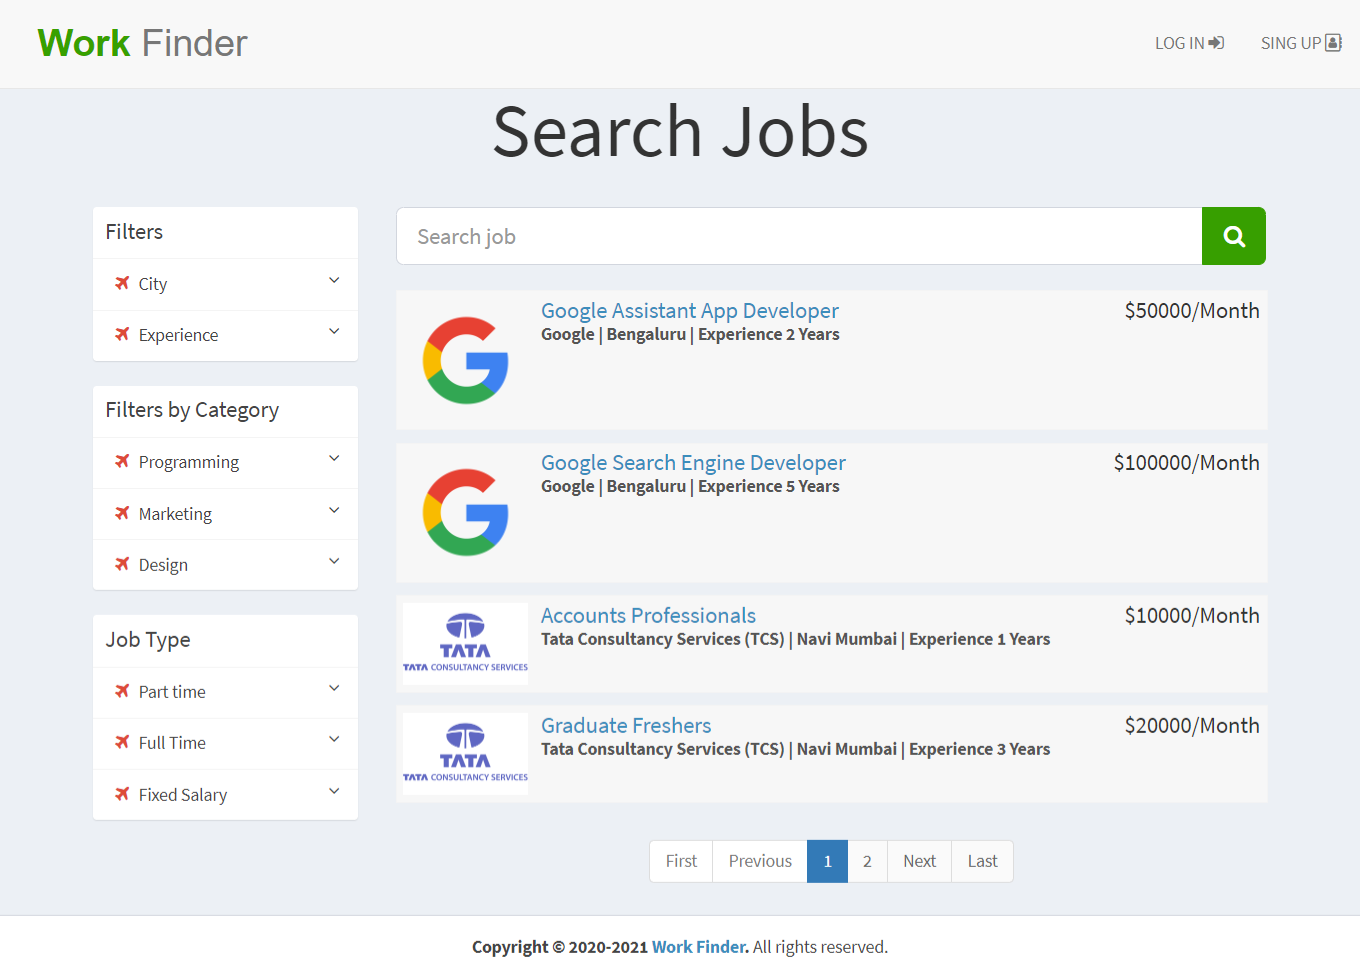 Work Finder
LOG IN
SING UP
Search Jobs
Filters
City
Experience
Filters by Category
Programming
Marketing
Design
Job Type
Part time
Full Time
Fixed Salary
Search job
Google Assistant App Developer
$50000/Month
Google | Bengaluru | Experience 2 Years
Google Search Engine Developer
$100000/Month
Google | Bengaluru | Experience 5 Years
TATA
TATA CONSULTANCY SERVICES
Accounts Professionals
$10000/Month
Tata Consultancy Services (TCS) | Navi Mumbai | Experience 1 Years
TATA
TATA CONSULTANCY SERVICES
Graduate Freshers
$20000/Month
Tata Consultancy Services (TCS) | Navi Mumbai | Experience 3 Years
First Previous 1 2 Next Last
Copyright © 2020-2021 Work Finder. All rights reserved.